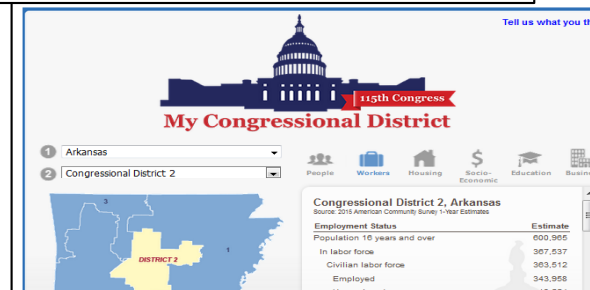 Tell us what you th
115th Congress
My Congressional District
1 Arkansas
2 Congressional District 2
People Workers Housing Socio-Economic Education Busin
3
1
DISTRICT 2
Congressional District 2, Arkansas
Source: 2015 American Community Survey 1-Year Estimates
Employment Status Estimate
Population 16 years and over 600,965
In labor force 367,537
Civilian labor force 363,512
Employed 343,958